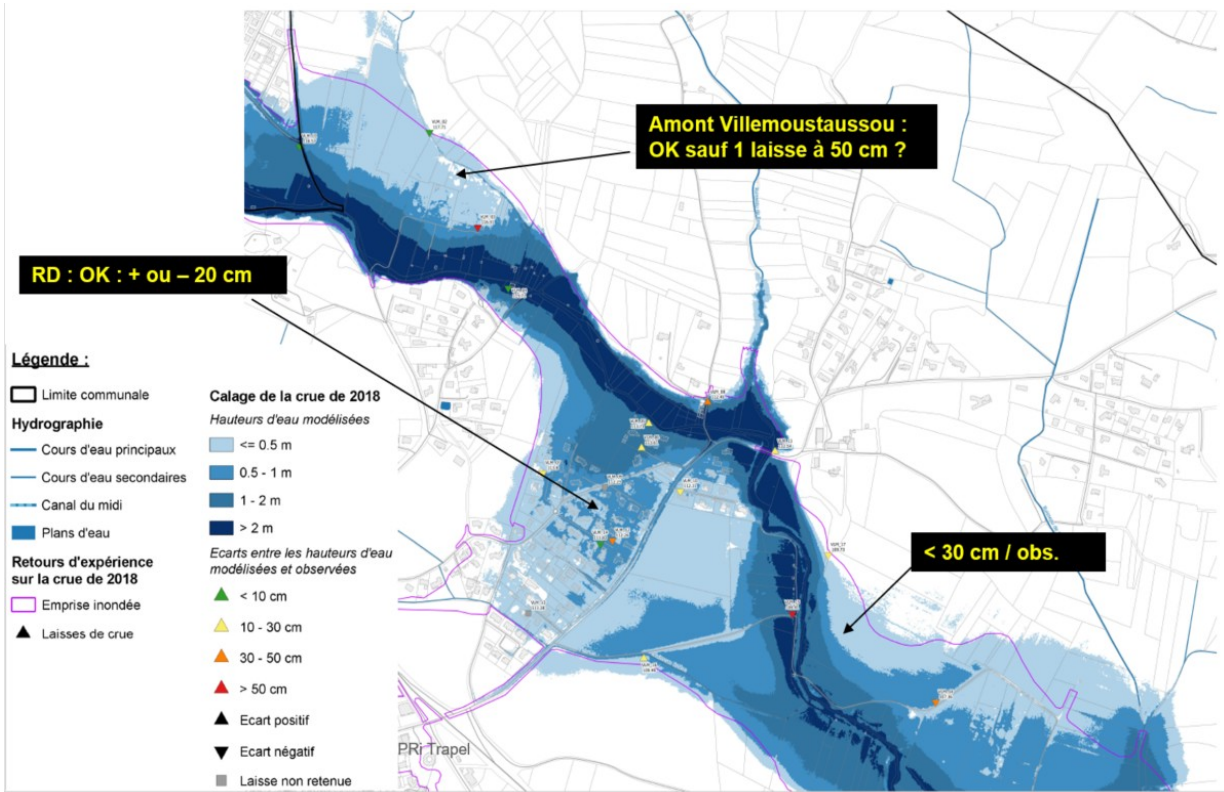 Amont Villemoustaussou :
OK sauf 1 laisse à 50 cm ?
RD : OK : + ou – 20 cm
< 30 cm / obs.
Légende :
Limite communale
Hydrographie
Cours d'eau principaux
Cours d'eau secondaires
Canal du midi
Plans d'eau
Retours d'expérience
sur la crue de 2018
Emprise inondée
Laisses de crue
Calage de la crue de 2018
Hauteurs d'eau modélisées
<= 0.5 m
0.5 - 1 m
1 - 2 m
> 2 m
Ecarts entre les hauteurs d'eau
modélisées et observées
< 10 cm
10 - 30 cm
30 - 50 cm
> 50 cm
Ecart positif
Ecart négatif
Laisse non retenue
PRi Trapel